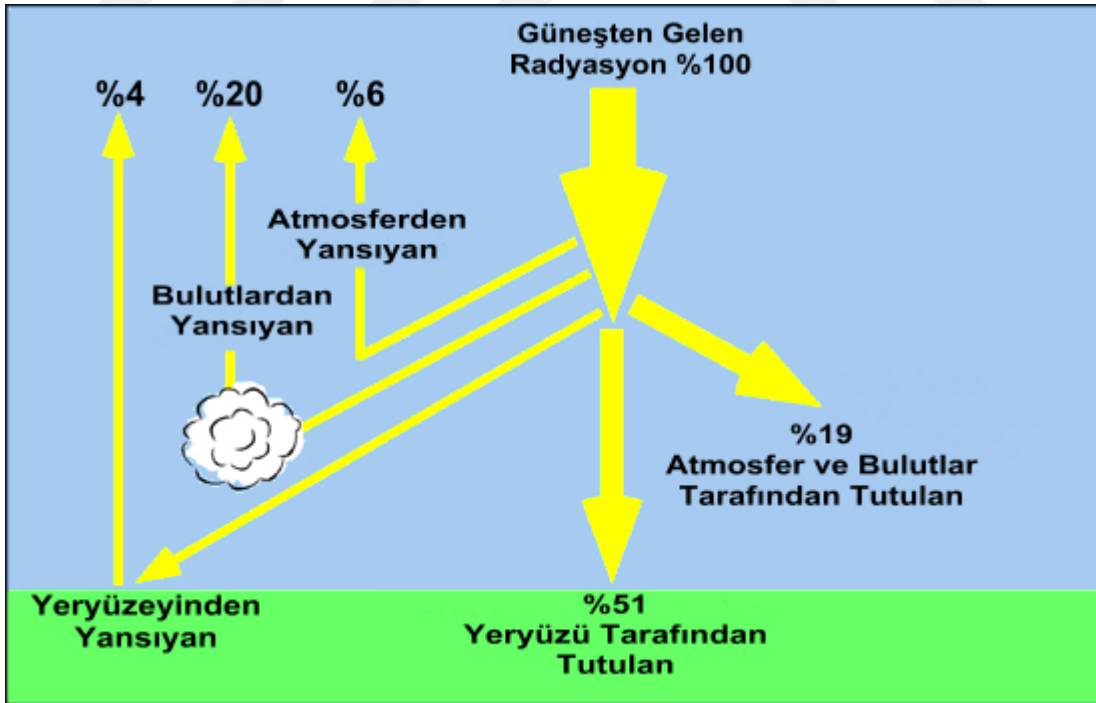 Güneşten Gelen
Radyasyon %100
%4 %20 %6
Atmosferden
Yansıyan
Bulutlardan
Yansıyan
%19
Atmosfer ve Bulutlar
Tarafından Tutulan
Yeryüzeyinden
Yansıyan
%51
Yeryüzü Tarafından
Tutulan